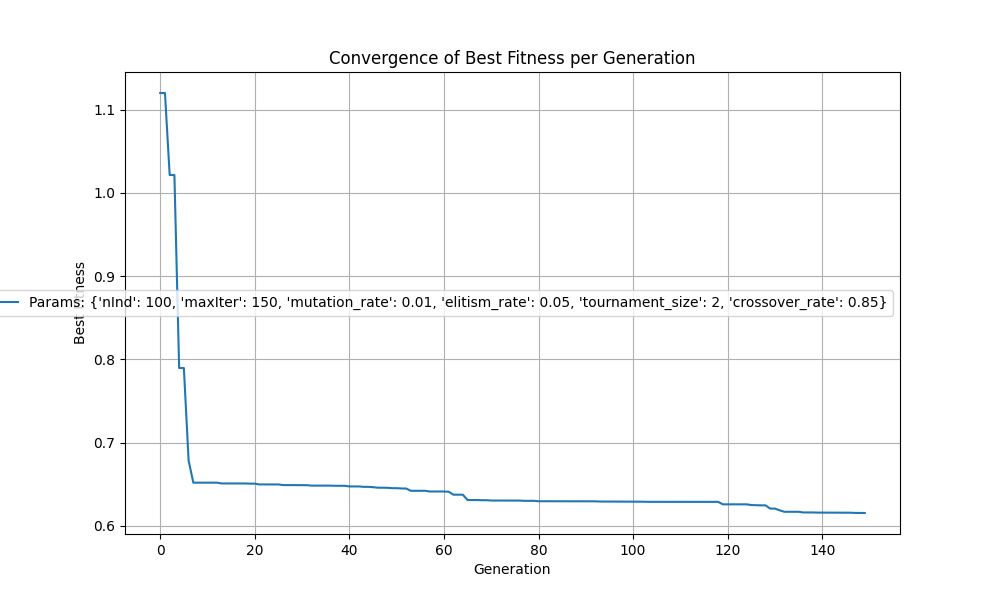 Convergence of Best Fitness per Generation
1.1
1.0
0.9
0.8
0.7
0.6
Best
Params: {'nInd': 100, 'maxIter': 150, 'mutation_rate': 0.01, 'elitism_rate': 0.05, 'tournament_size': 2, 'crossover_rate': 0.85}
0 20 40 60 80 100 120 140
Generation